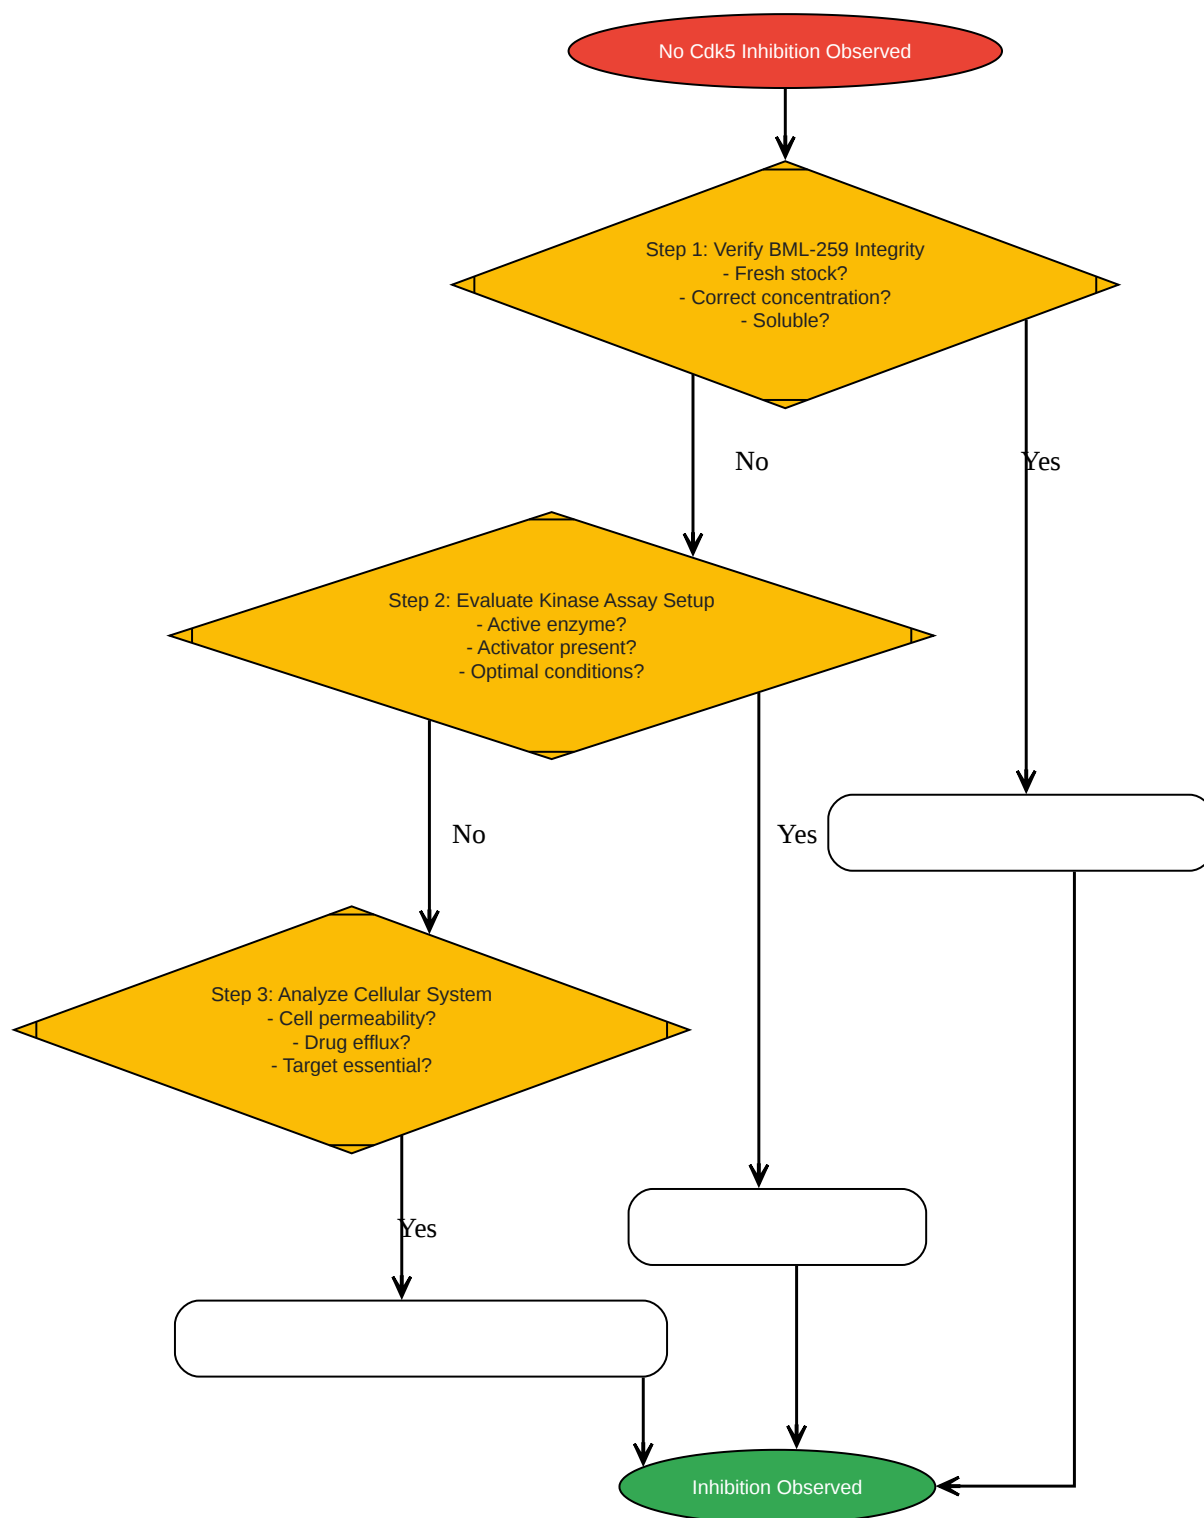 No Cdk5 Inhibition Observed
Step 1: Verify BML-259 Integrity
- Fresh stock?
- Correct concentration?
- Soluble?
No
Yes
Step 2: Evaluate Kinase Assay Setup
- Active enzyme?
- Activator present?
- Optimal conditions?
No
Yes
Step 3: Analyze Cellular System
- Cell permeability?
- Drug efflux?
- Target essential?
Yes
Inhibition Observed